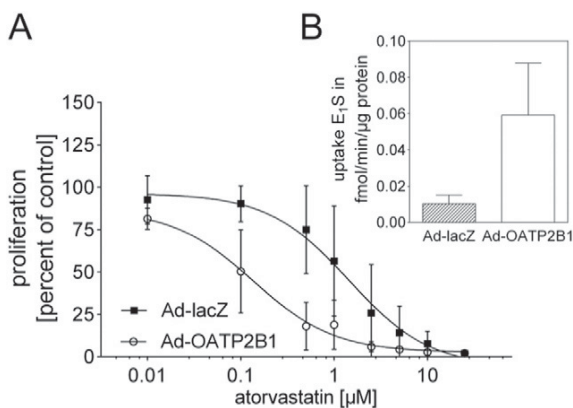 A
proliferation
[percent of control]
150
125
100
75
50
25
0
Ad-lacZ
Ad-OATP2B1
0.01
0.1
1
10
atorvastatin [µM]
B
uptake E₁S in
fmol/min/µg protein
0.10
0.08
0.06
0.04
0.02
0.00
Ad-lacZ
Ad-OATP2B1